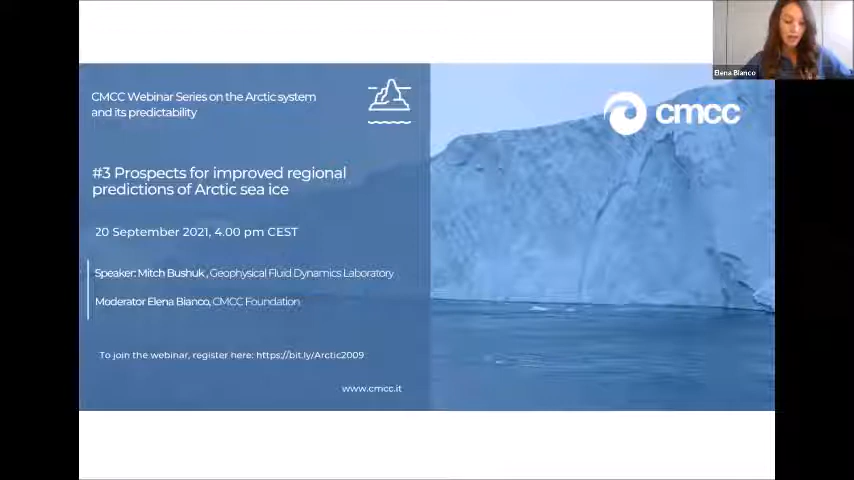 Elena Bianco
CMCC Webinar Series on the Arctic system
and its predictability
cmcc
#3 Prospects for improved regional
predictions of Arctic sea ice
20 September 2021, 4.00 pm CEST
Speaker: Mitch Bushuk, Geophysical Fluid Dynamics Laboratory
Moderator Elena Bianco, CMCC Foundation
To join the webinar, register here: https://bit.ly/Arctic2009
www.cmcc.it